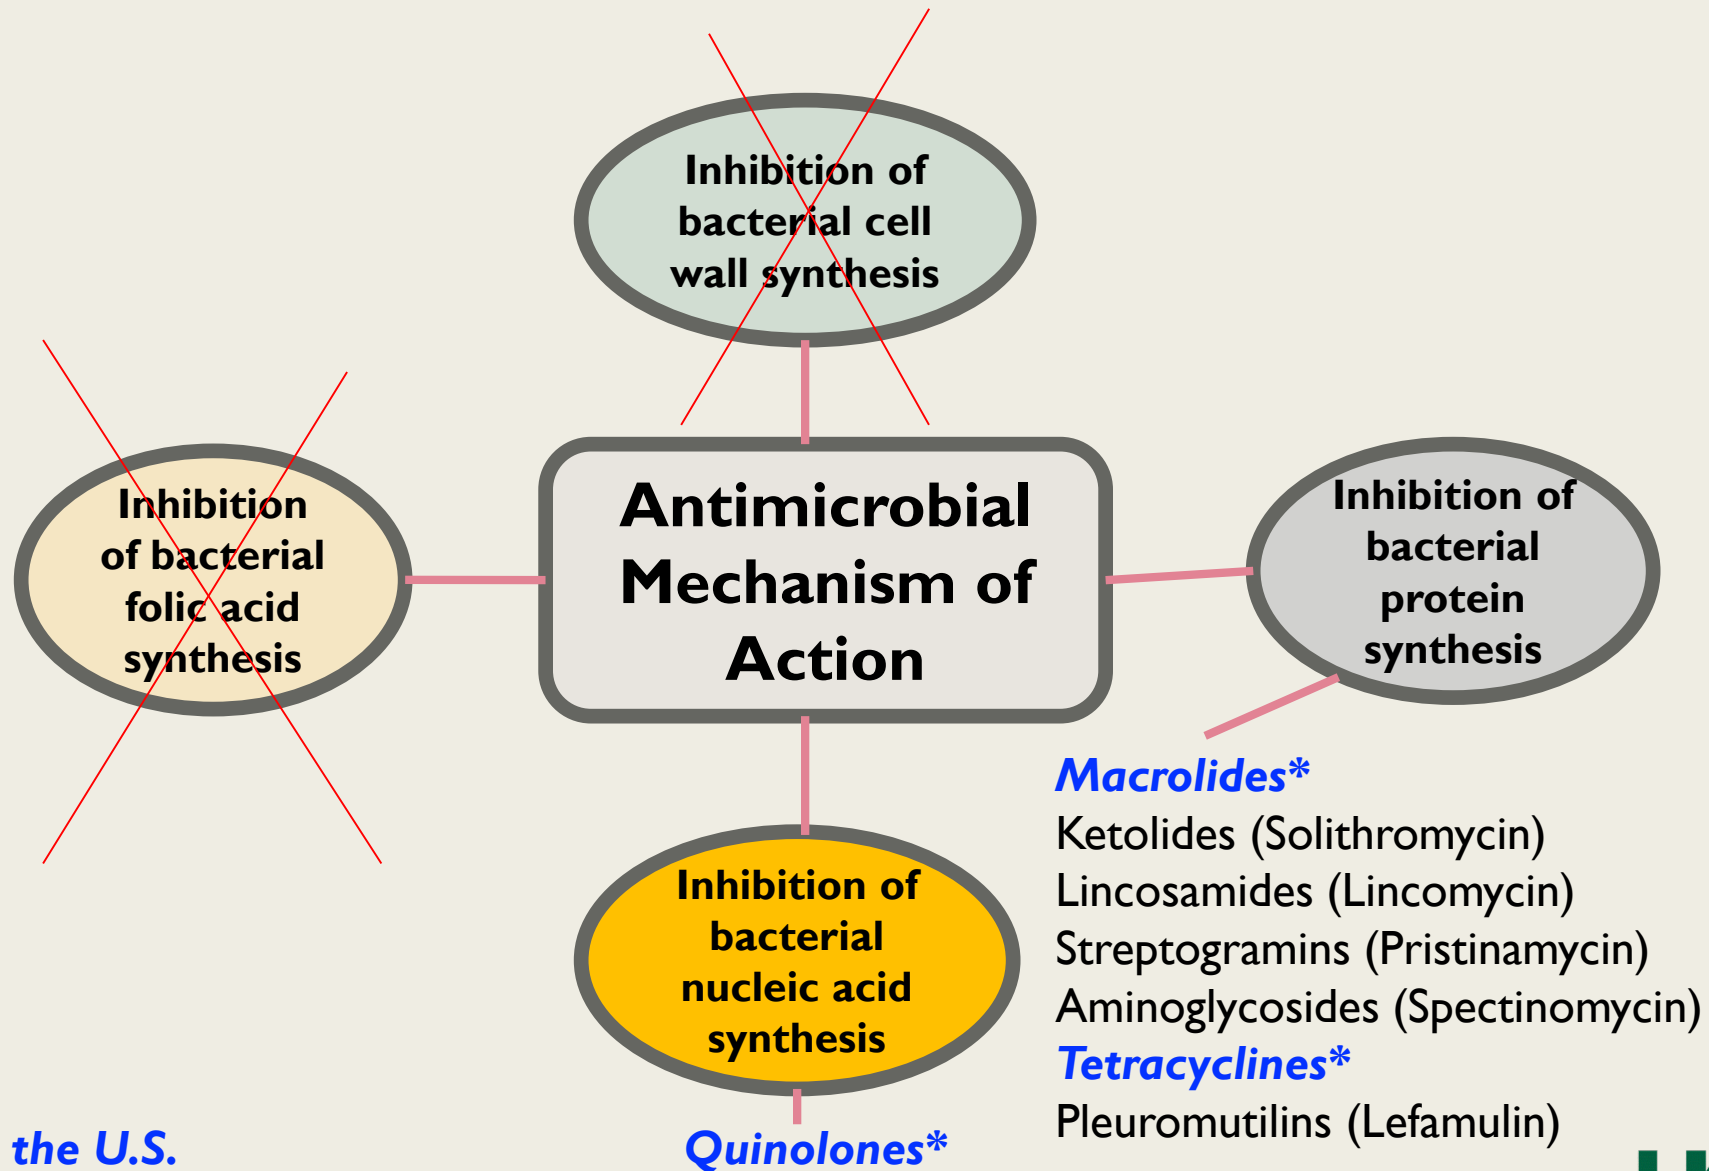 Inhibition of
bacterial cell
wall synthesis
Inhibition
of bacterial
folic acid
synthesis
Antimicrobial
Mechanism of
Action
Inhibition of
bacterial
protein
synthesis
Inhibition of
bacterial
nucleic acid
synthesis
Macrolides*
Ketolides (Solithromycin)
Lincosamides (Lincomycin)
Streptogramins (Pristinamycin)
Aminoglycosides (Spectinomycin)
Tetracyclines*
Pleuromutilins (Lefamulin)
the U.S.
Quinolones*